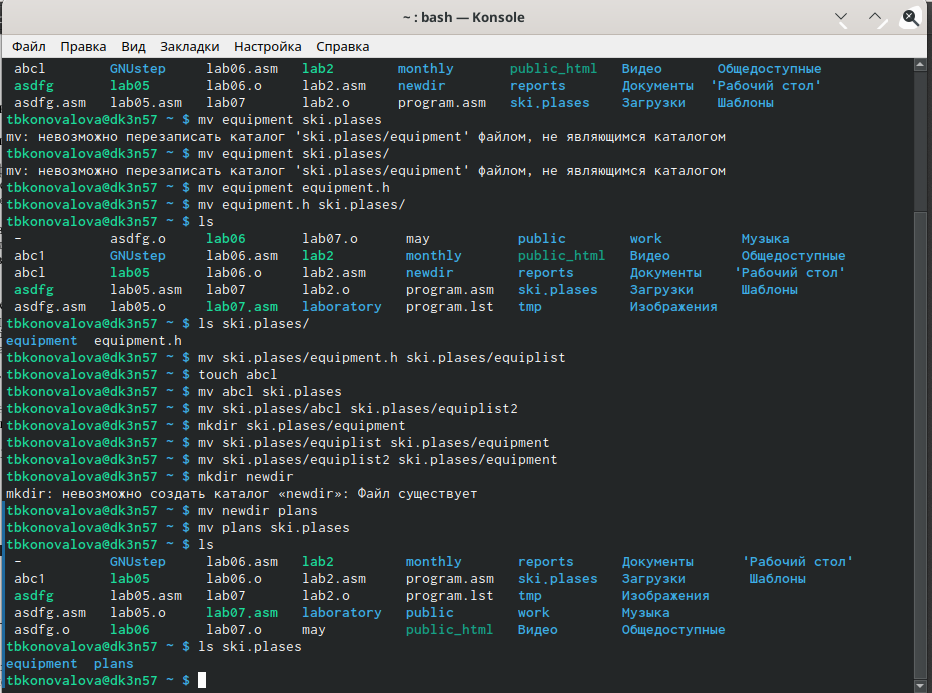 ~ : bash — Konsole
Файл Правка Вид Закладки Настройка Справка
abcl GNUstep lab06.asm lab2 monthly public_html Видео Общедоступные
asdfg lab05 lab06.o lab2.asm newdir reports Документы 'Рабочий стол'
asdfg.asm lab05.asm lab07 lab2.o program.asm ski.plases Загрузки Шаблоны
tbkonovalova@dk3n57 ~ $ mv equipment ski.plases
mv: невозможно перезаписать каталог 'ski.plases/equipment' файлом, не являющимся каталогом
tbkonovalova@dk3n57 ~ $ mv equipment ski.plases/
mv: невозможно перезаписать каталог 'ski.plases/equipment' файлом, не являющимся каталогом
tbkonovalova@dk3n57 ~ $ mv equipment equipment.h
tbkonovalova@dk3n57 ~ $ mv equipment.h ski.plases/
tbkonovalova@dk3n57 ~ $ ls
- asdfg.o lab06 lab07.o may public work Музыка
abc1 GNUstep lab06.asm lab2 monthly public_html Видео Общедоступные
abcl lab05 lab06.o lab2.asm newdir reports Документы 'Рабочий стол'
asdfg lab05.asm lab07 lab2.o program.asm ski.plases Загрузки Шаблоны
asdfg.asm lab05.o lab07.asm laboratory program.lst tmp Изображения
tbkonovalova@dk3n57 ~ $ ls ski.plases/
equipment equipment.h
tbkonovalova@dk3n57 ~ $ mv ski.plases/equipment.h ski.plases/equiplist
tbkonovalova@dk3n57 ~ $ touch abcl
tbkonovalova@dk3n57 ~ $ mv abcl ski.plases
tbkonovalova@dk3n57 ~ $ mv ski.plases/abcl ski.plases/equiplist2
tbkonovalova@dk3n57 ~ $ mkdir ski.plases/equipment
tbkonovalova@dk3n57 ~ $ mv ski.plases/equiplist ski.plases/equipment
tbkonovalova@dk3n57 ~ $ mv ski.plases/equiplist2 ski.plases/equipment
tbkonovalova@dk3n57 ~ $ mkdir newdir
mkdir: невозможно создать каталог «newdir»: Файл существует
tbkonovalova@dk3n57 ~ $ mv newdir plans
tbkonovalova@dk3n57 ~ $ mv plans ski.plases
tbkonovalova@dk3n57 ~ $ ls
- GNUstep lab06.asm lab2 monthly reports Документы 'Рабочий стол'
abc1 lab05 lab06.o lab2.asm program.asm ski.plases Загрузки Шаблоны
asdfg lab05.asm lab07 lab2.o program.lst tmp Изображения
asdfg.asm lab05.o lab07.asm laboratory public work Музыка
asdfg.o lab06 lab07.o may public_html Видео Общедоступные
tbkonovalova@dk3n57 ~ $ ls ski.plases
equipment plans
tbkonovalova@dk3n57 ~ $